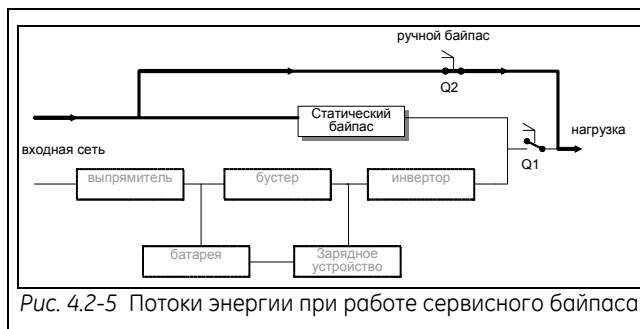 ручной байпас
Q2
Статический
байпас
нагрузка
входная сеть
Q1
выпрямитель
бустер
инвертор
батарея
Зарядное
устройство
Рис. 4.2-5 Потоки энергии при работе сервисного байпаса